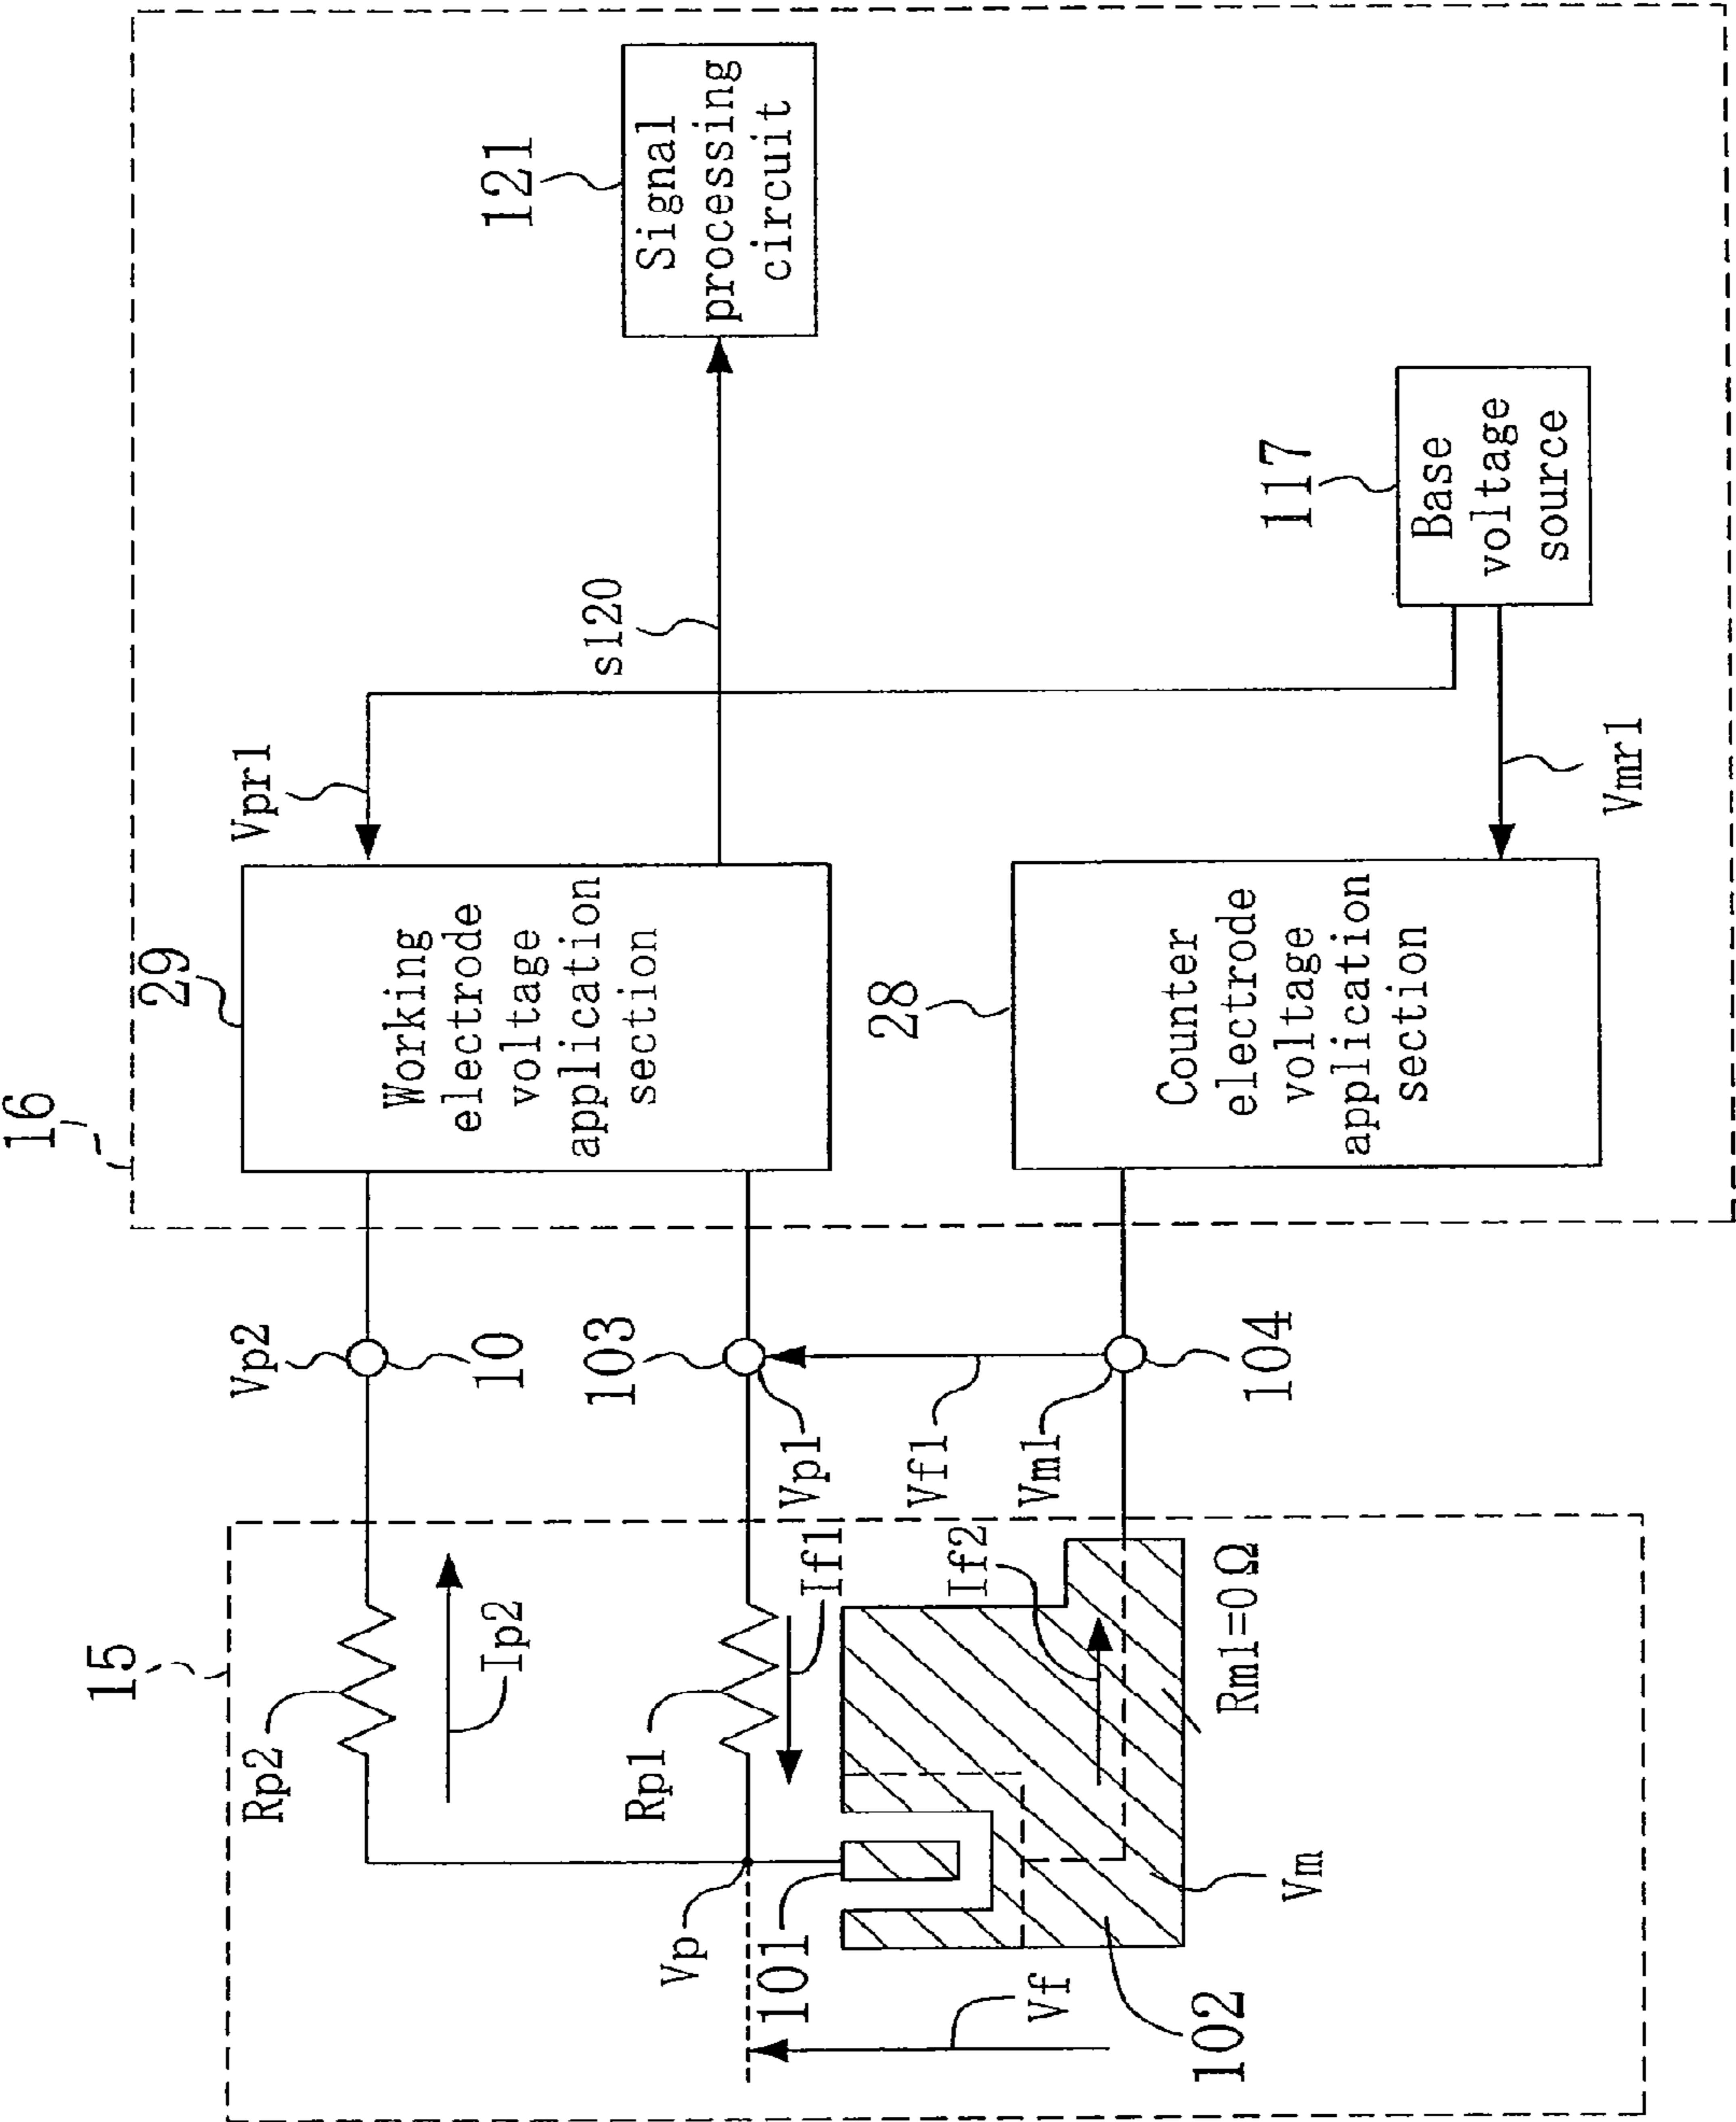 16
29
Vpr1
Working
electrode
voltage
application
section
s120
121
Signal
processing
circuit
28
Counter
electrode
voltage
application
section
Vmr1
117
Base
voltage
source
15
Rp2
Ip2
Vp2
10
Rp1
If1
103
Vp1
Vf1
Vm1
104
Vp
101
If2
Rm1=0Ω
Vf
102
Vm